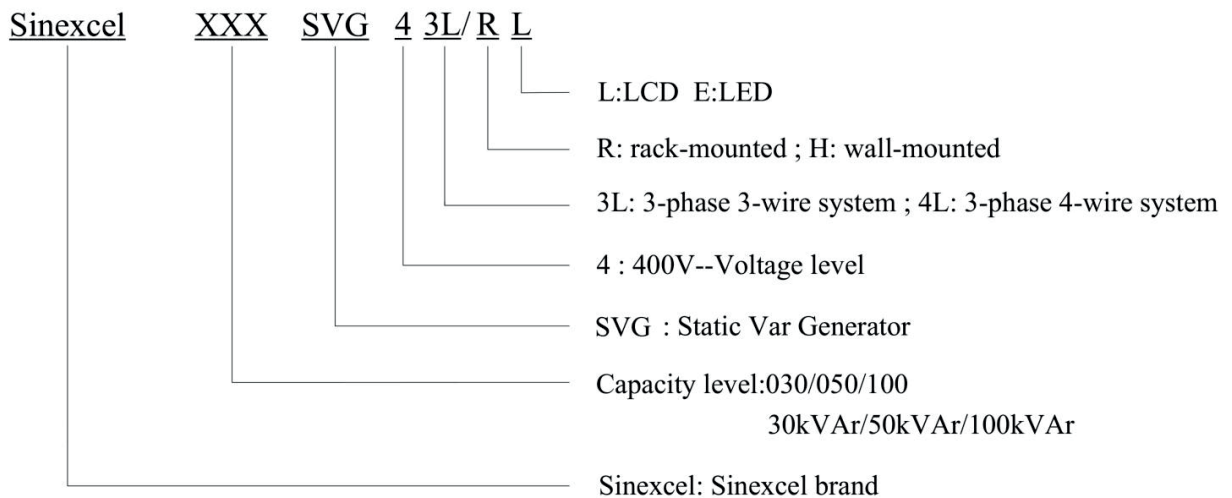 Sinexcel XXX SVG 4 3L/R L
L:LCD E:LED
R: rack-mounted ; H: wall-mounted
3L: 3-phase 3-wire system ; 4L: 3-phase 4-wire system
4 : 400V--Voltage level
SVG : Static Var Generator
Capacity level:030/050/100
30kVAr/50kVAr/100kVAr
Sinexcel: Sinexcel brand